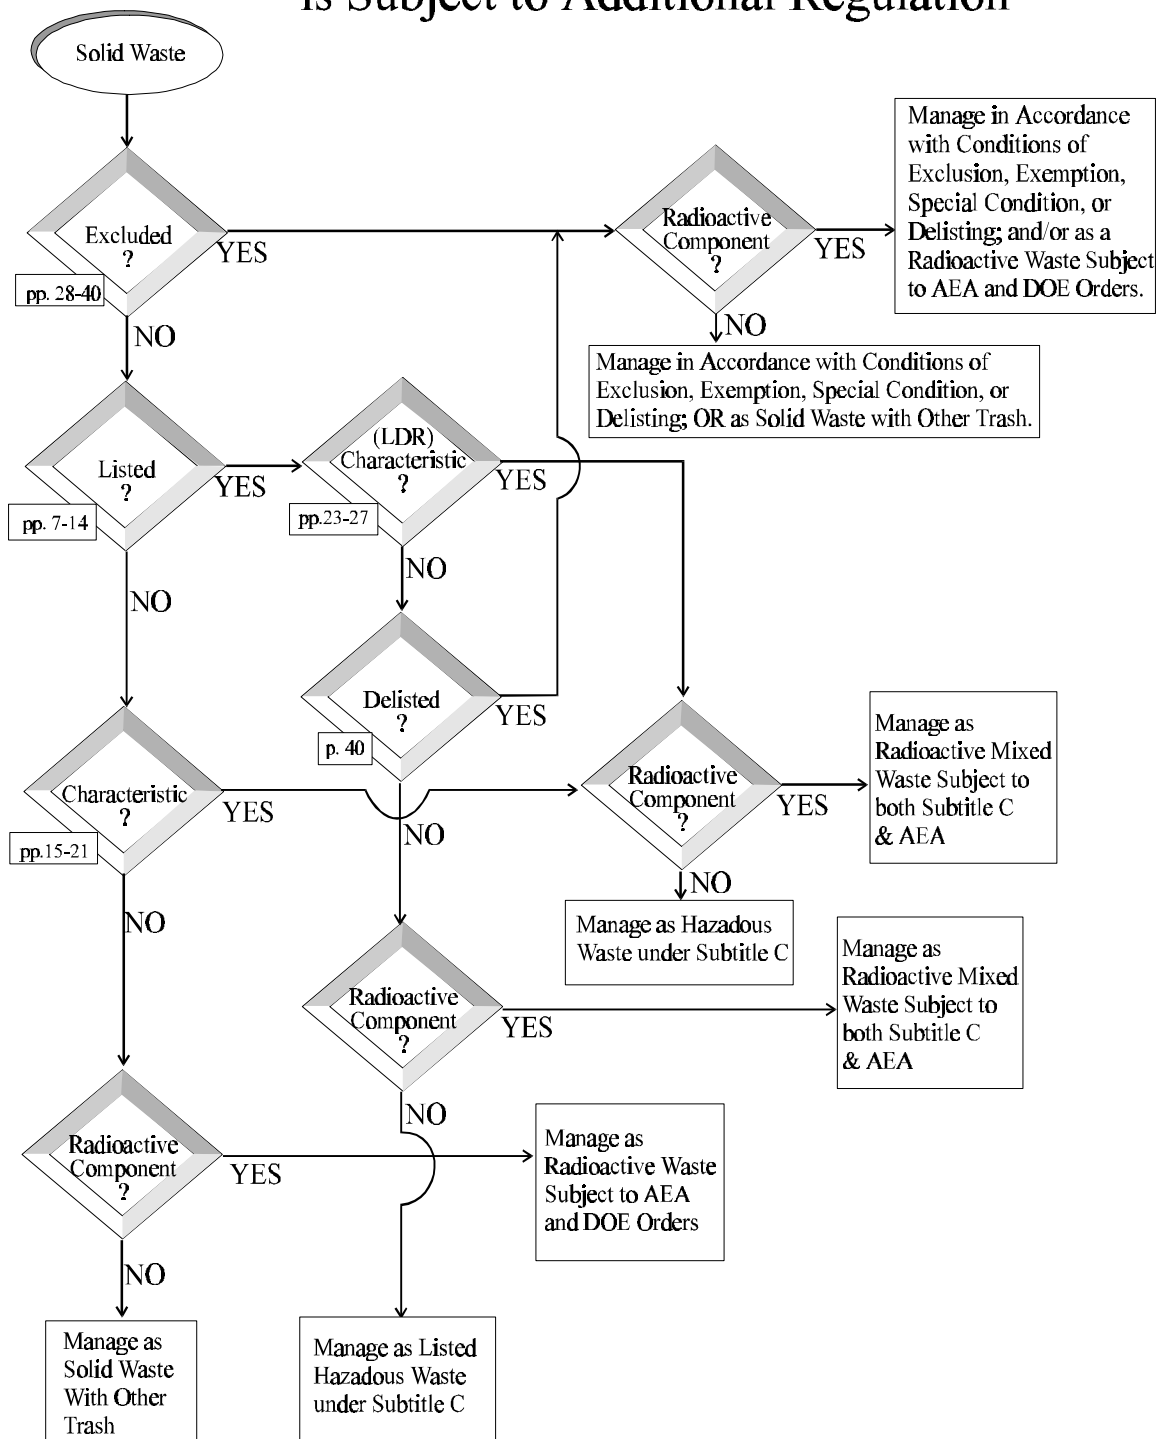 is Subject to Additional Regulation
Solid Waste
Excluded
?
YES
pp. 28-40
NO
Radioactive
Component
?
YES
NO
Manage in Accordance
with Conditions of
Exclusion, Exemption,
Special Condition, or
Delisting; and/or as a
Radioactive Waste Subject
to AEA and DOE Orders.
Manage in Accordance with Conditions of
Exclusion, Exemption, Special Condition, or
Delisting; OR as Solid Waste with Other Trash.
Listed
?
YES
pp. 7-14
NO
(LDR)
Characteristic
?
YES
pp.23-27
NO
Delisted
?
YES
p. 40
NO
Characteristic
?
YES
pp.15-21
NO
Radioactive
Component
?
YES
NO
Manage as
Radioactive Mixed
Waste Subject to
both Subtitle C
& AEA
Manage as Hazadous
Waste under Subtitle C
Radioactive
Component
?
YES
NO
Manage as
Radioactive Mixed
Waste Subject to
both Subtitle C
& AEA
Radioactive
Component
?
YES
NO
Manage as
Radioactive Waste
Subject to AEA
and DOE Orders
Manage as
Solid Waste
With Other
Trash
Manage as Listed
Hazadous Waste
under Subtitle C